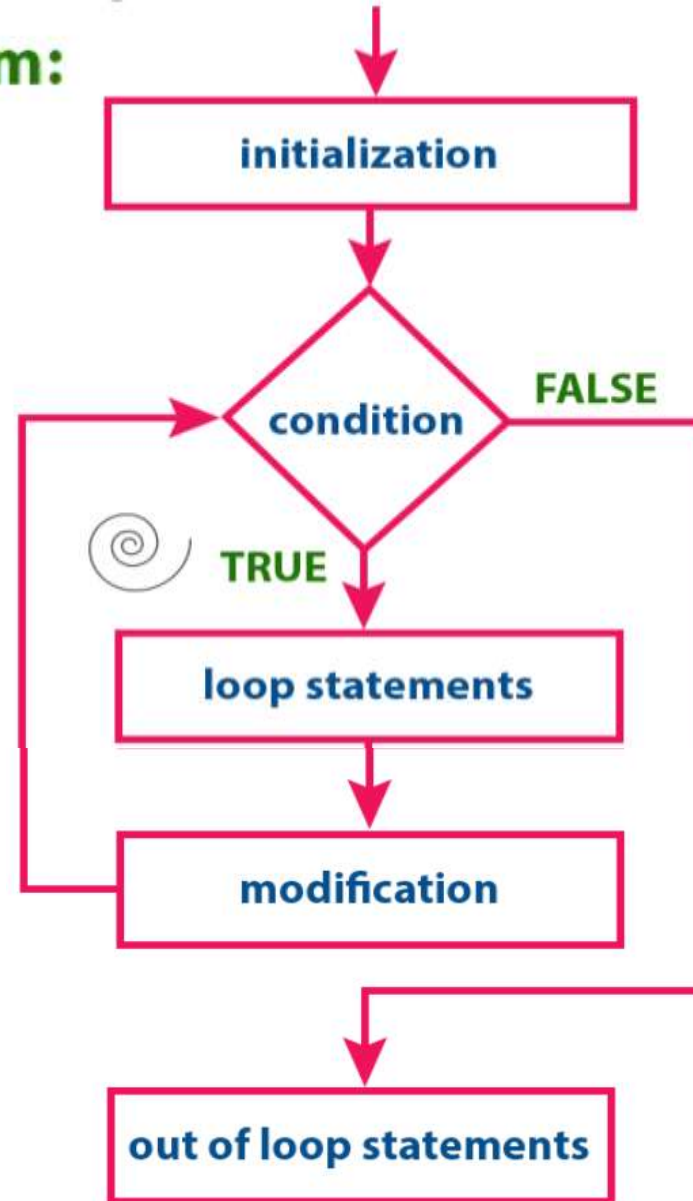 m:
initialization
condition
FALSE
TRUE
loop statements
modification
out of loop statements